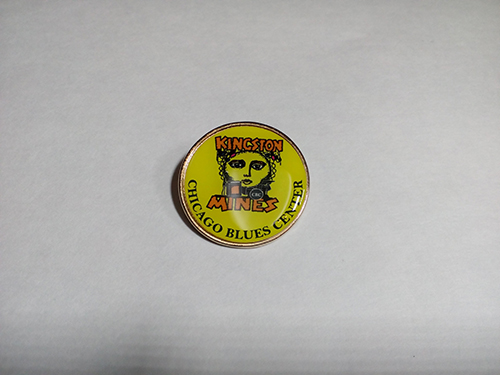 KINGSTON
MINES
CHICAGO BLUES CENTER